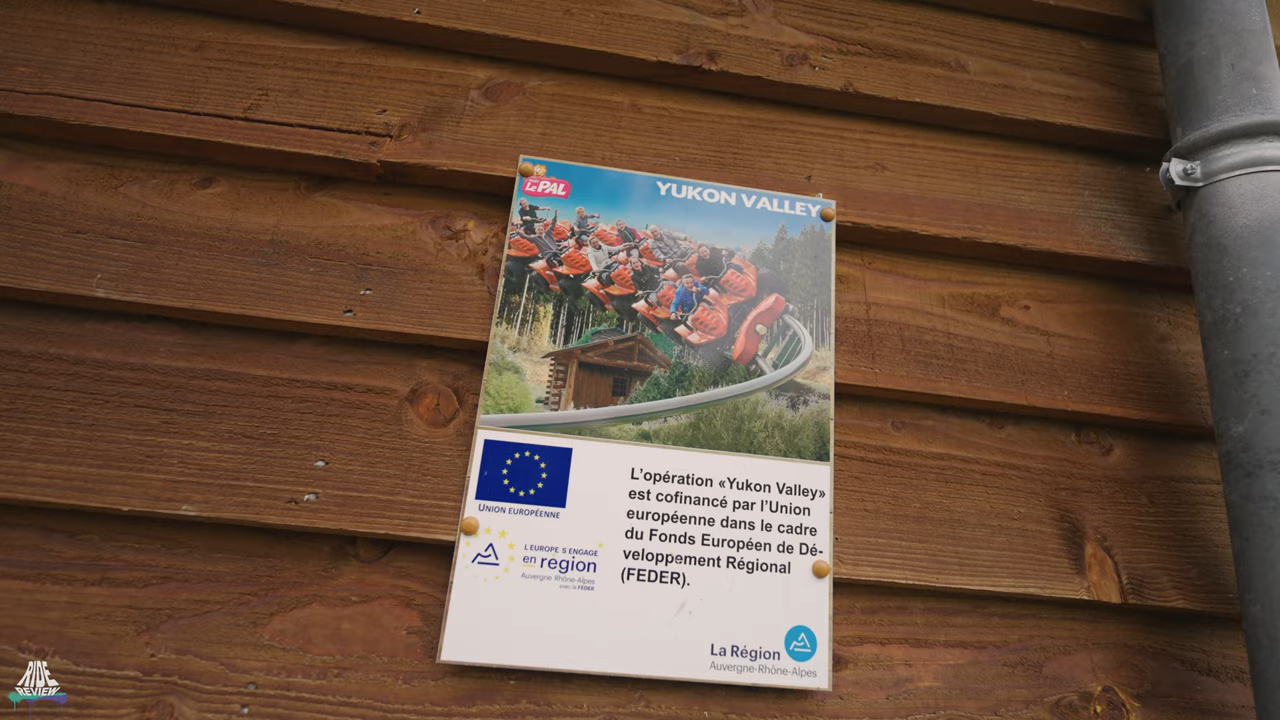 Le PAL
YUKON VALLEY
UNION EUROPÉENNE
L'EUROPE S'ENGAGE
en région
Auvergne Rhône-Alpes
avec le FEDER
L'opération «Yukon Valley»
est cofinancé par l'Union
européenne dans le cadre
du Fonds Européen de Dé-
veloppement Régional
(FEDER).
La Région
Auvergne-Rhône-Alpes
RIDE
REVIEW